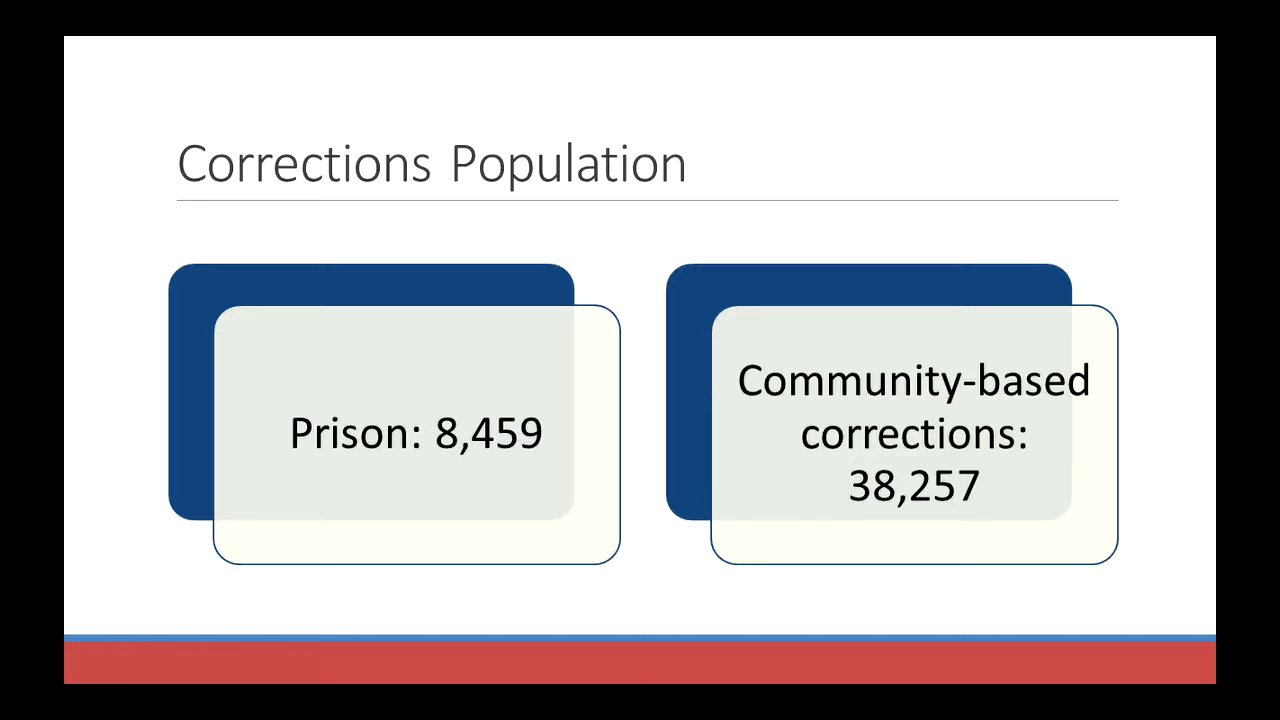 Corrections Population
Prison: 8,459
Community-based
corrections:
38,257